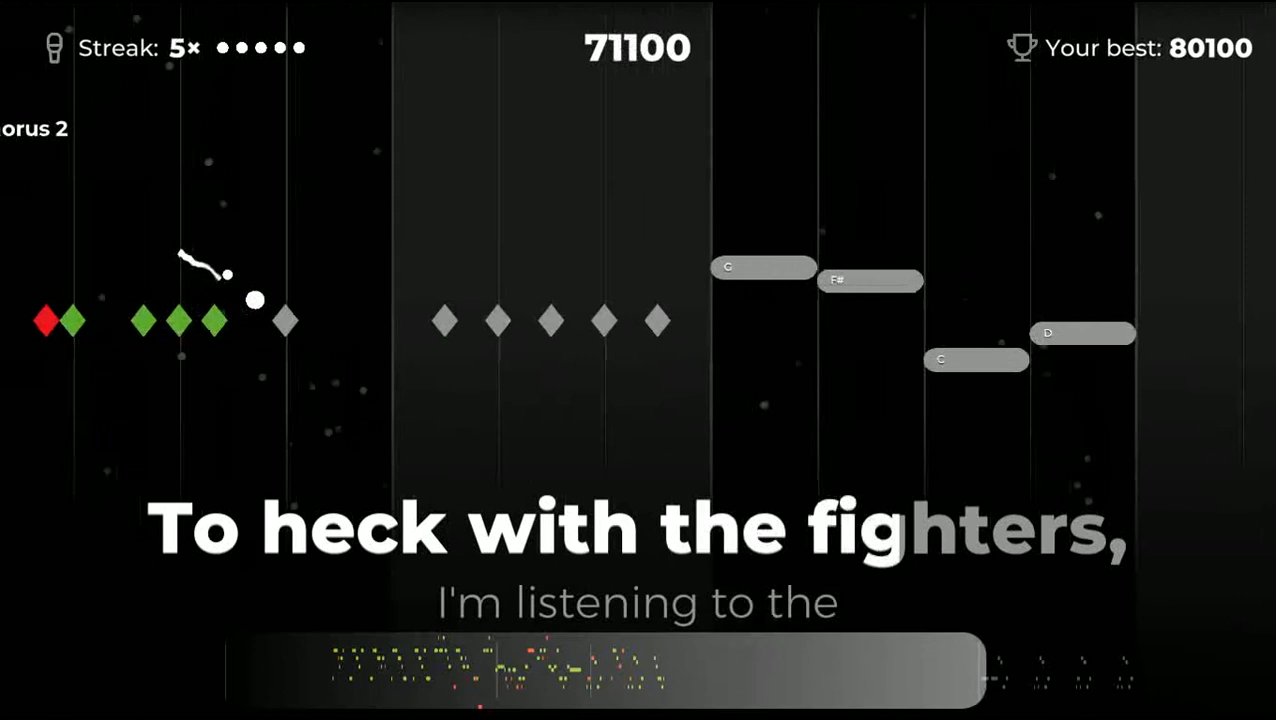 Streak: 5×
71100
Your best: 80100
orus 2
G
F#
C
D
To heck with the fighters,
I'm listening to the